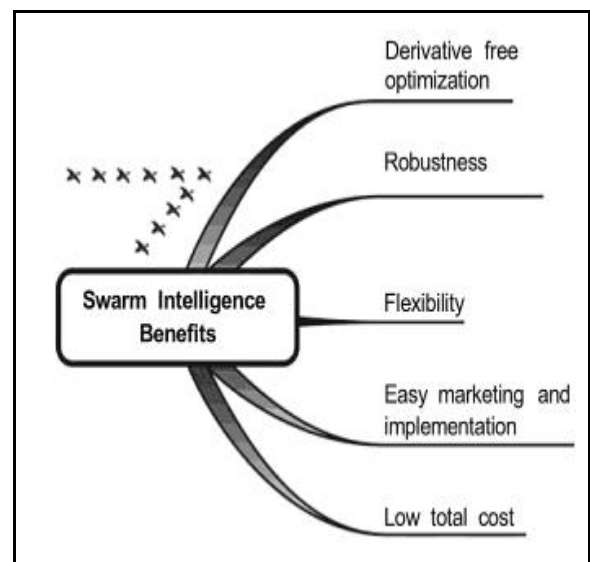 Derivative free
optimization
Robustness
Swarm Intelligence
Benefits
Flexibility
Easy marketing and
implementation
Low total cost